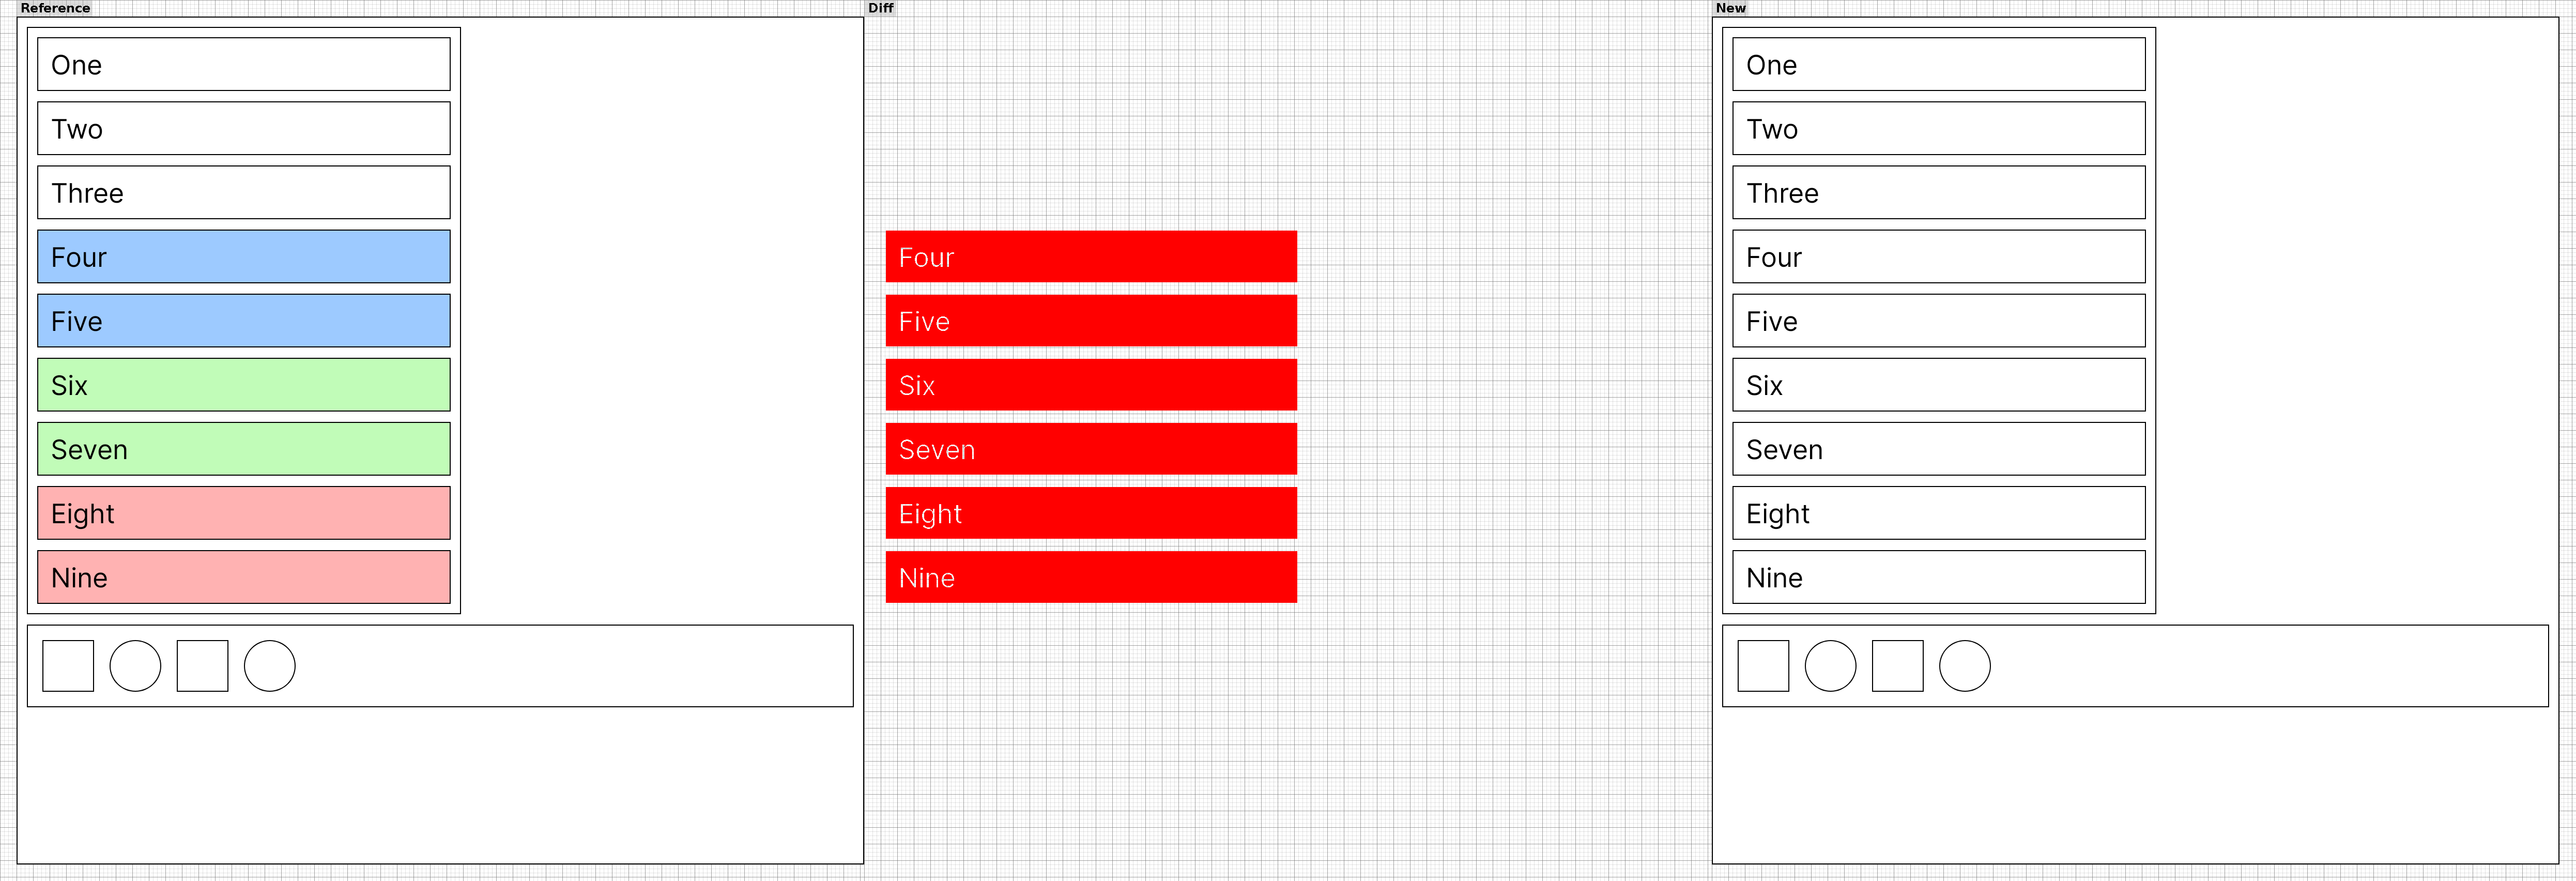 Reference
One
Two
Three
Four
Five
Six
Seven
Eight
Nine
Diff
Four
Five
Six
Seven
Eight
Nine
New
One
Two
Three
Four
Five
Six
Seven
Eight
Nine